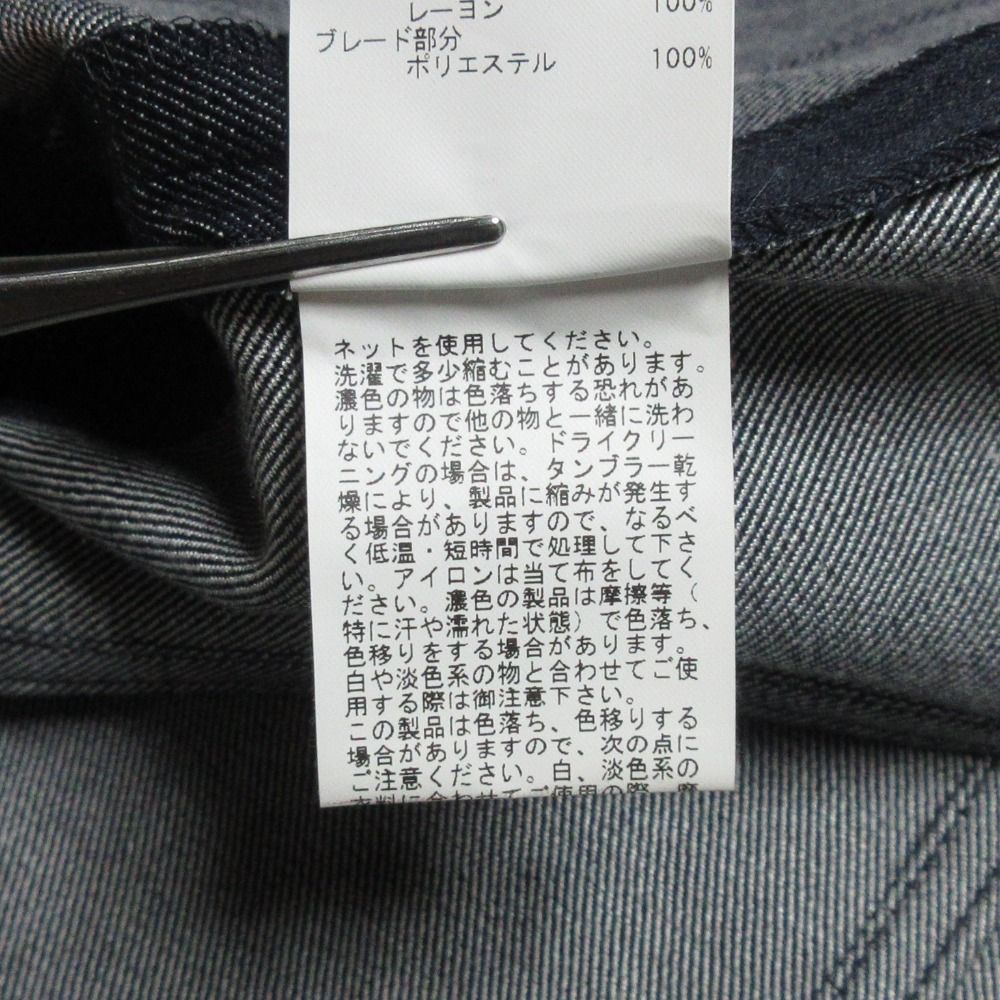 レーヨン 100%
ブレード部分
ポリエステル 100%
ネットを使用してください。
洗濯で多少縮むことがあります。
濃色の物は色落ちする恐れがあ
りますので他の物と一緒に洗わ
ないでください。ドライクリー
ニングの場合は、タンブラー乾
燥により、製品に縮みが発生す
る場合がありますので、なるべ
く低温・短時間で処理して下さ
い。アイロンは当て布をしてく
ださい。濃色の製品は摩擦等（
特に汗や濡れた状態）で色落ち、
色移りをする場合があります。
白や淡色系の物と合わせてご使
用する際は御注意下さい。
この製品は色落ち、色移りする
場合がありますので、次の点に
ご注意ください。白、淡色系の
衣料に合わせてご使用の際、摩